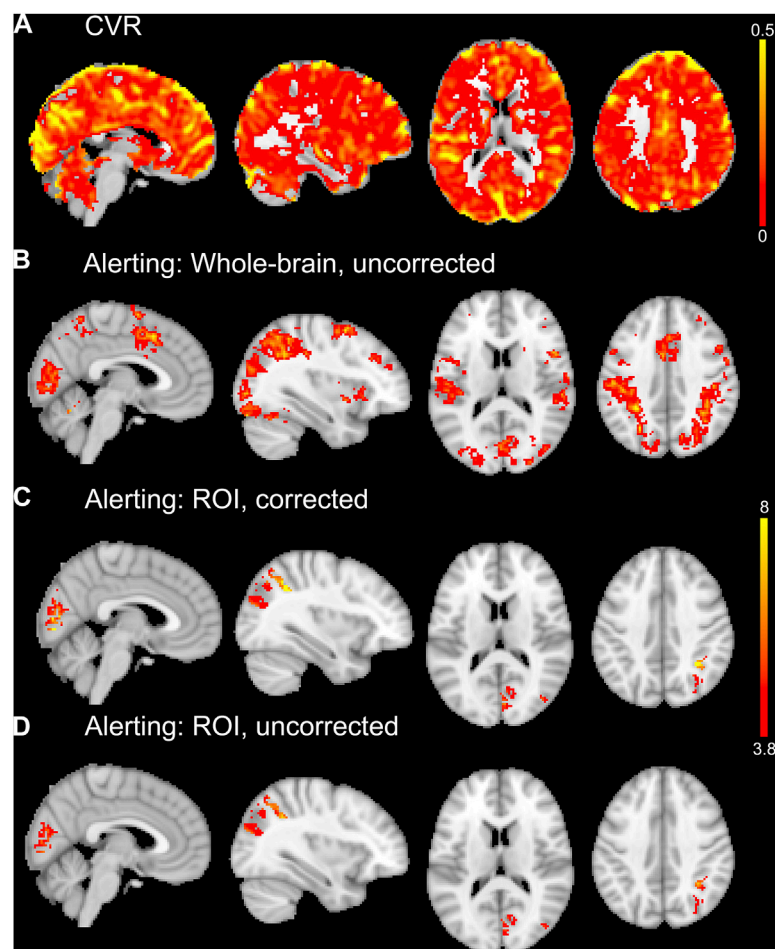 A CVR
0.5
0
B Alerting: Whole-brain, uncorrected
C Alerting: ROI, corrected
8
3.8
D Alerting: ROI, uncorrected